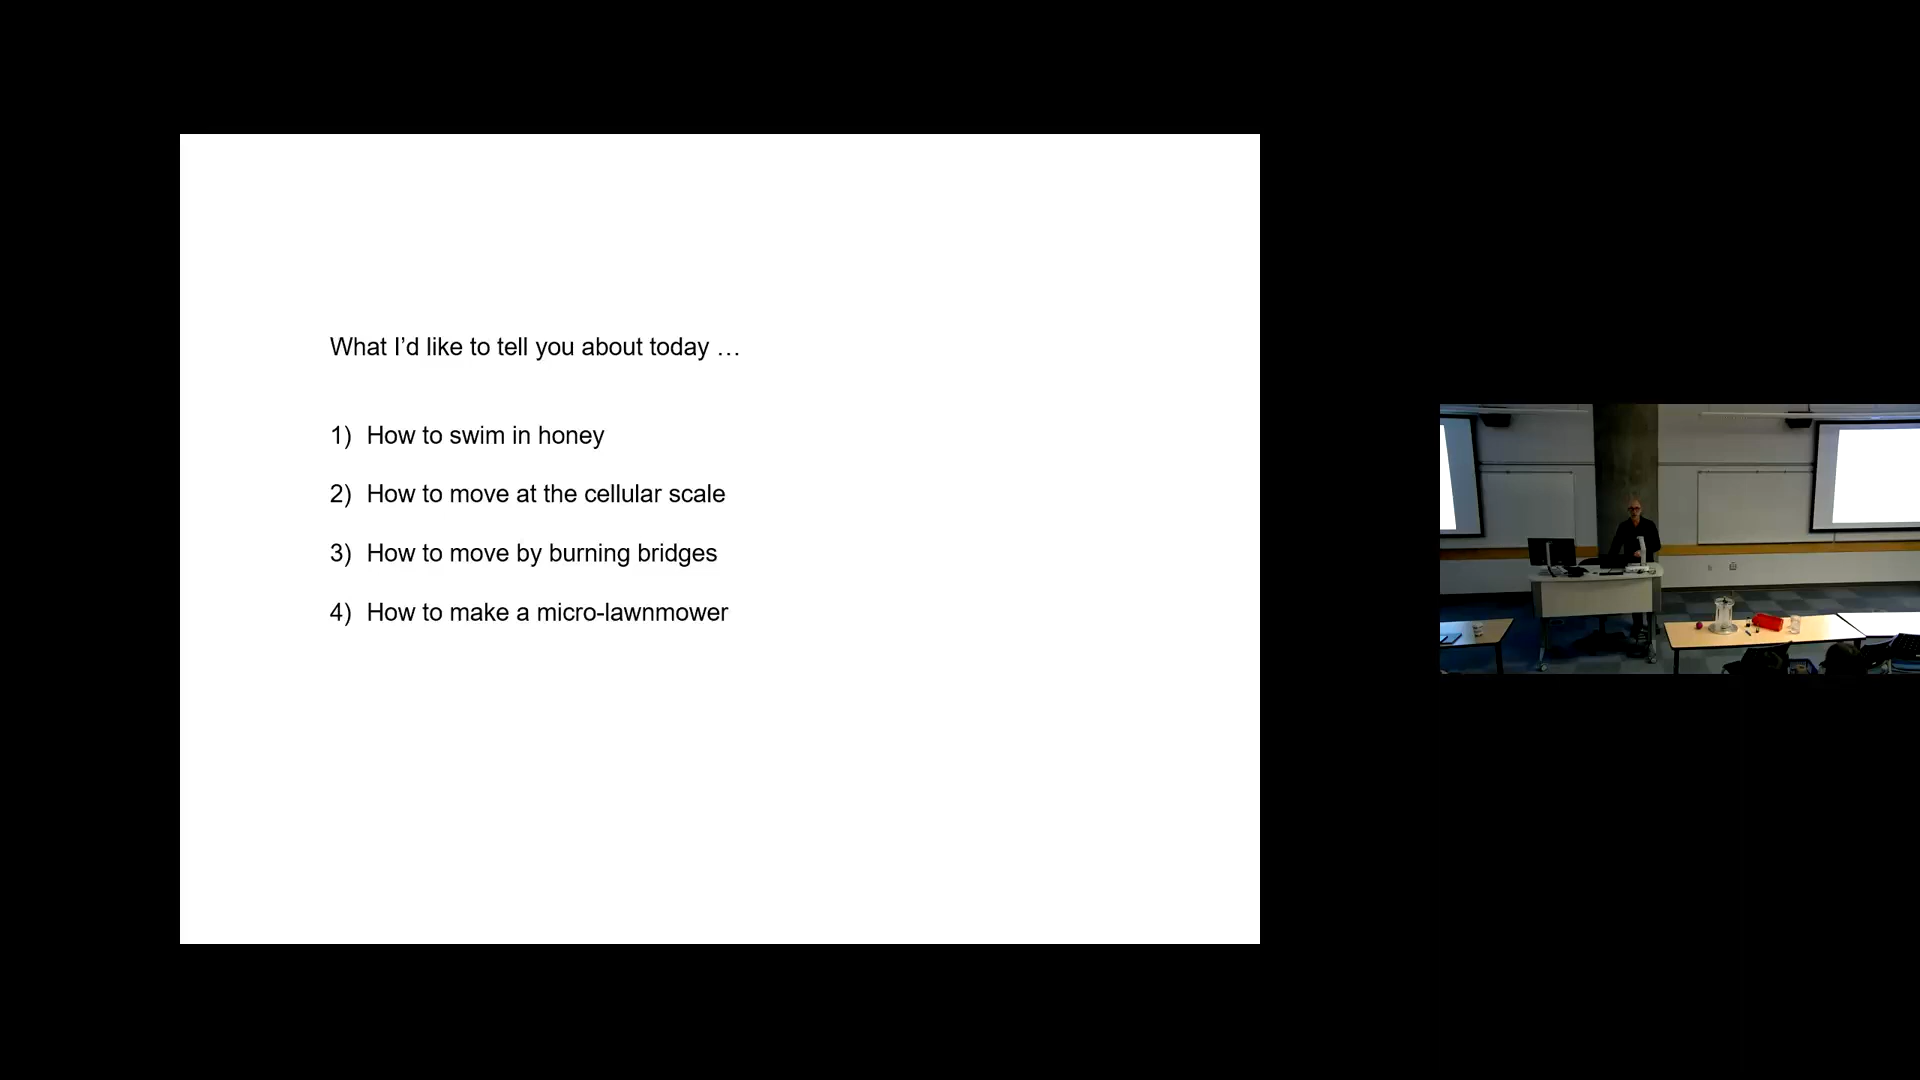 What I’d like to tell you about today …
1) How to swim in honey
2) How to move at the cellular scale
3) How to move by burning bridges
4) How to make a micro-lawnmower